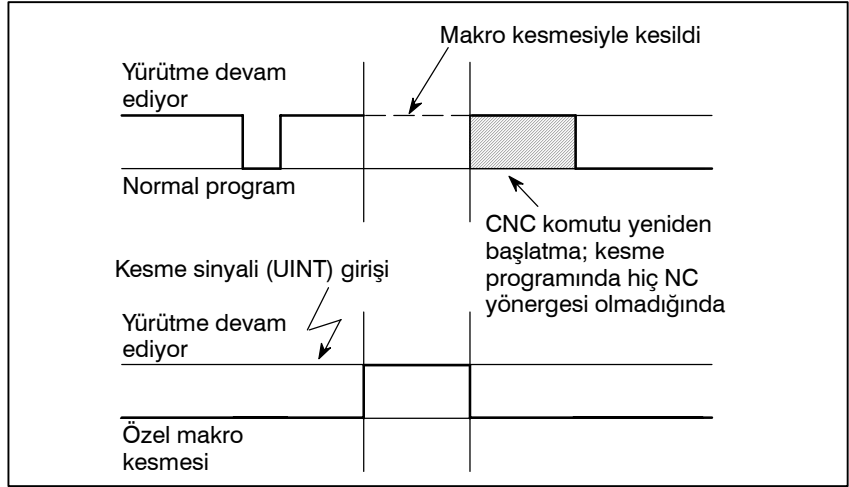 Makro kesmesiyle kesildi
Yürütme devam
ediyor
Normal program
CNC komutu yeniden
başlatma; kesme
programında hiç NC
yönergesi olmadığında
Kesme sinyali (UINT) girişi
Yürütme devam
ediyor
Özel makro
kesmesi